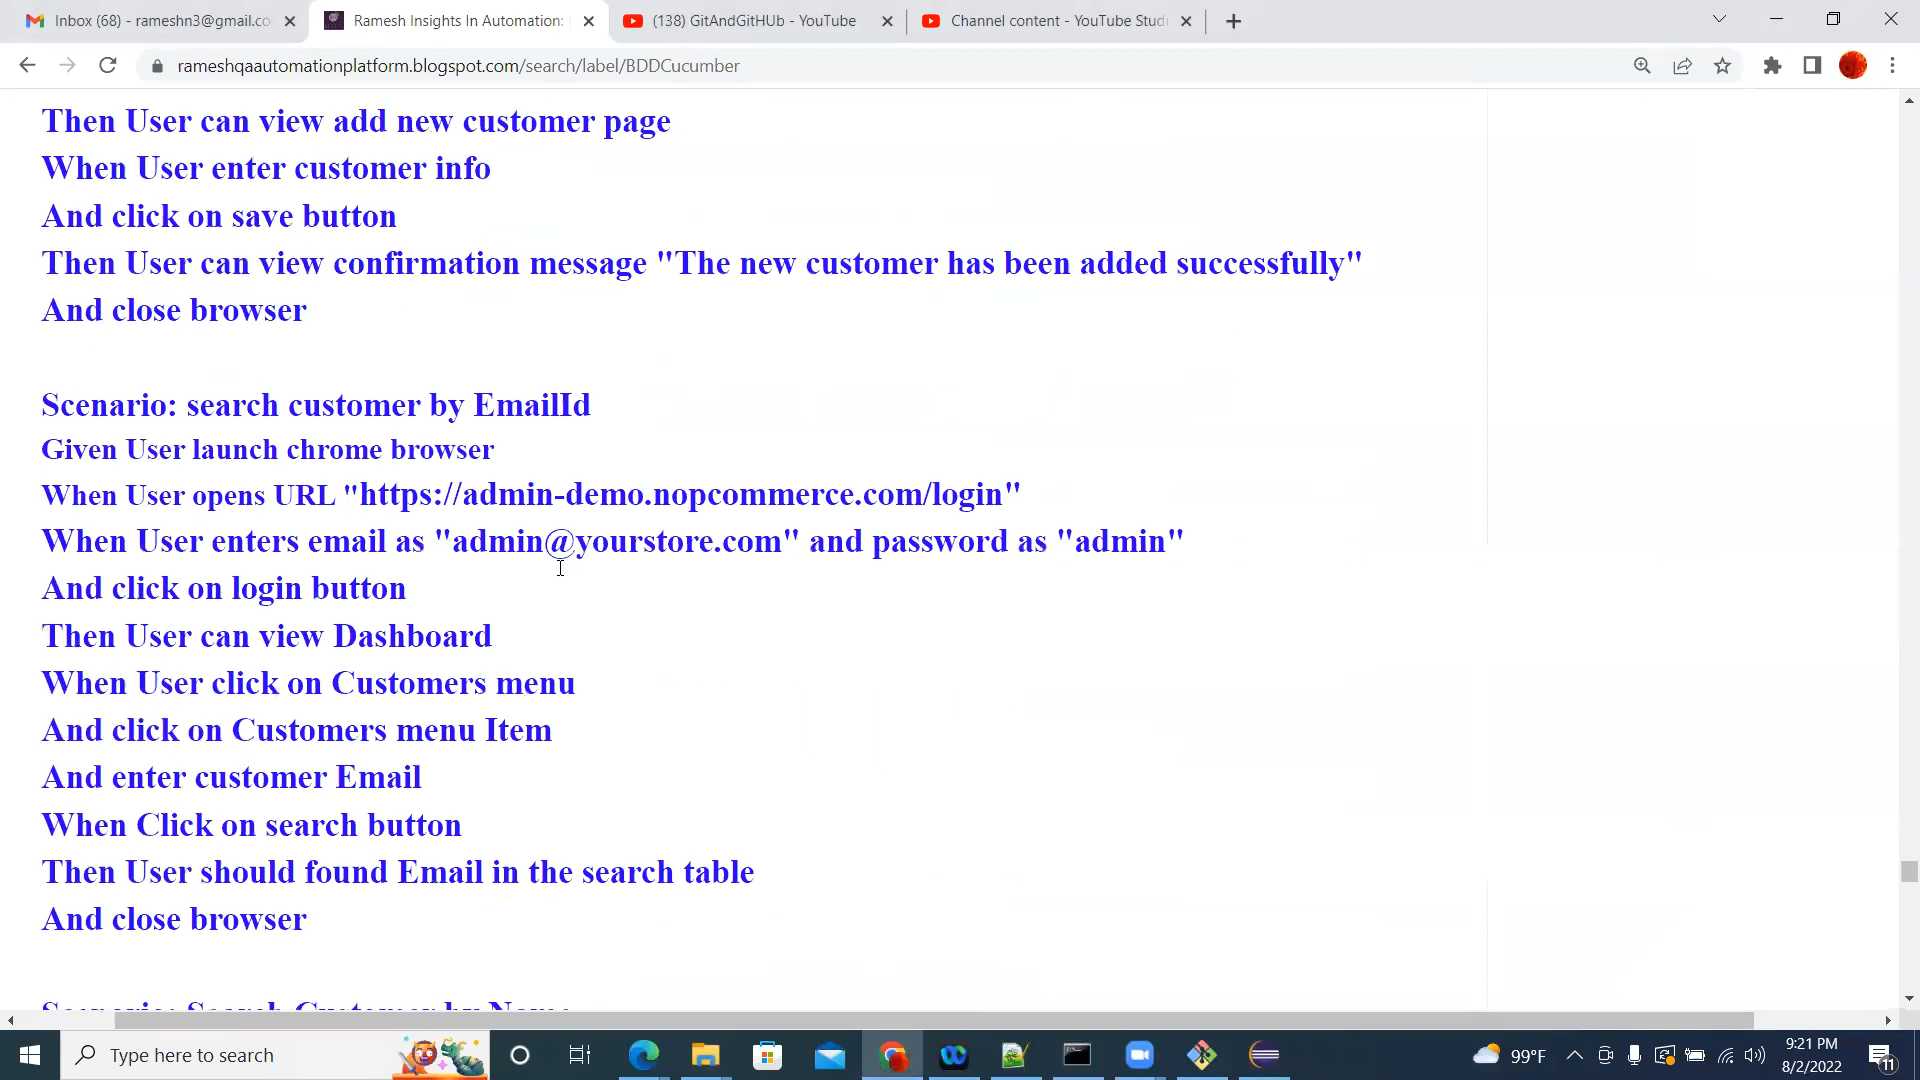 Inbox (68) - rameshn3@gmail.co
Ramesh Insights In Automation:
(138) GitAndGitHUb - YouTube
Channel content - YouTube Stud
rameshqaautomationplatform.blogspot.com/search/label/BDDCucumber
Then User can view add new customer page
When User enter customer info
And click on save button
Then User can view confirmation message "The new customer has been added successfully"
And close browser
Scenario: search customer by EmailId
Given User launch chrome browser
When User opens URL "https://admin-demo.nopcommerce.com/login"
When User enters email as "admin@yourstore.com" and password as "admin"
And click on login button
Then User can view Dashboard
When User click on Customers menu
And click on Customers menu Item
And enter customer Email
When Click on search button
Then User should found Email in the search table
And close browser
Scenario: Search Customer by Name
Type here to search
99°F
9:21 PM
8/2/2022
11